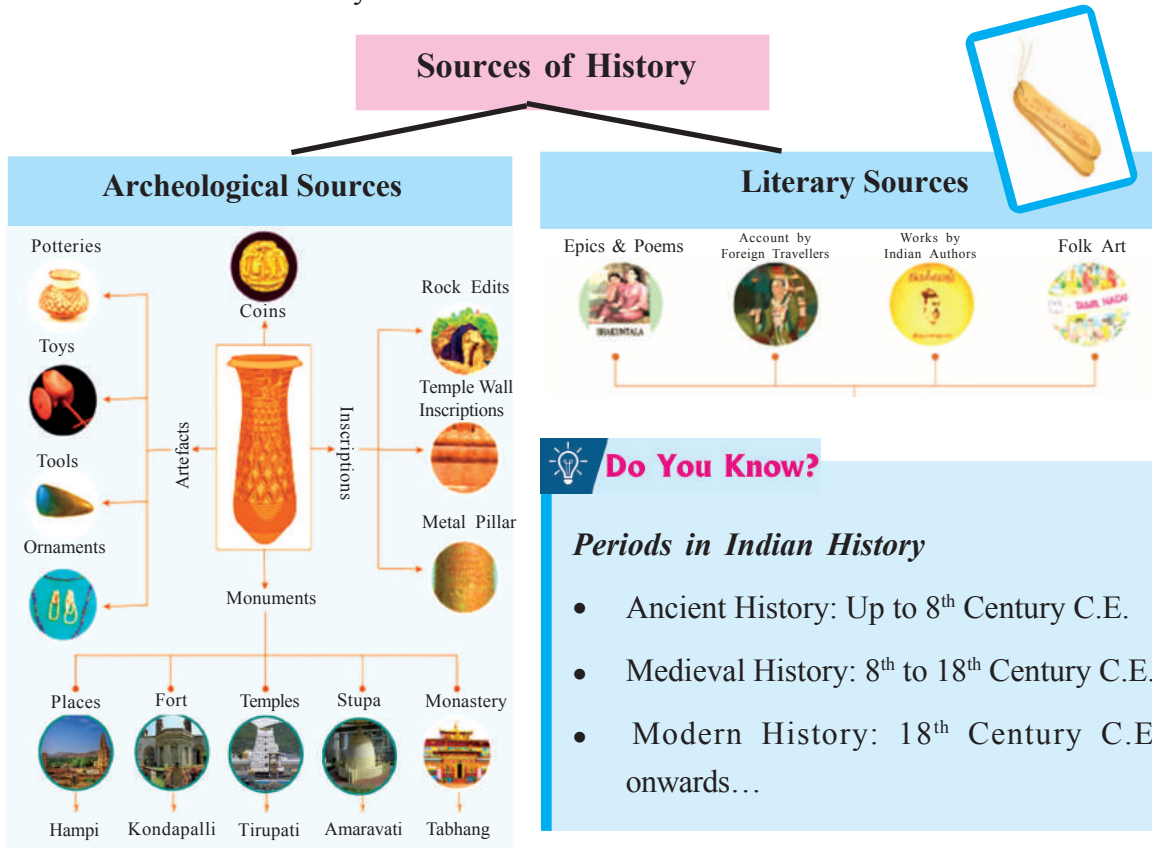 Sources of History
Archeological Sources
Potteries
Coins
Toys
Tools
Ornaments
Artefacts
Inscriptions
Rock Edits
Temple Wall
Inscriptions
Metal Pillar
Monuments
Places
Fort
Temples
Stupa
Monastery
Hampi
Kondapalli
Tirupati
Amaravati
Tabhang
Literary Sources
Epics & Poems
Account by
Foreign Travellers
Works by
Indian Authors
Folk Art
SHAKUNTALA
TAMIL NADU
Do You Know?
Periods in Indian History
• Ancient History: Up to 8th Century C.E.
• Medieval History: 8th to 18th Century C.E.
• Modern History: 18th Century C.E
onwards…